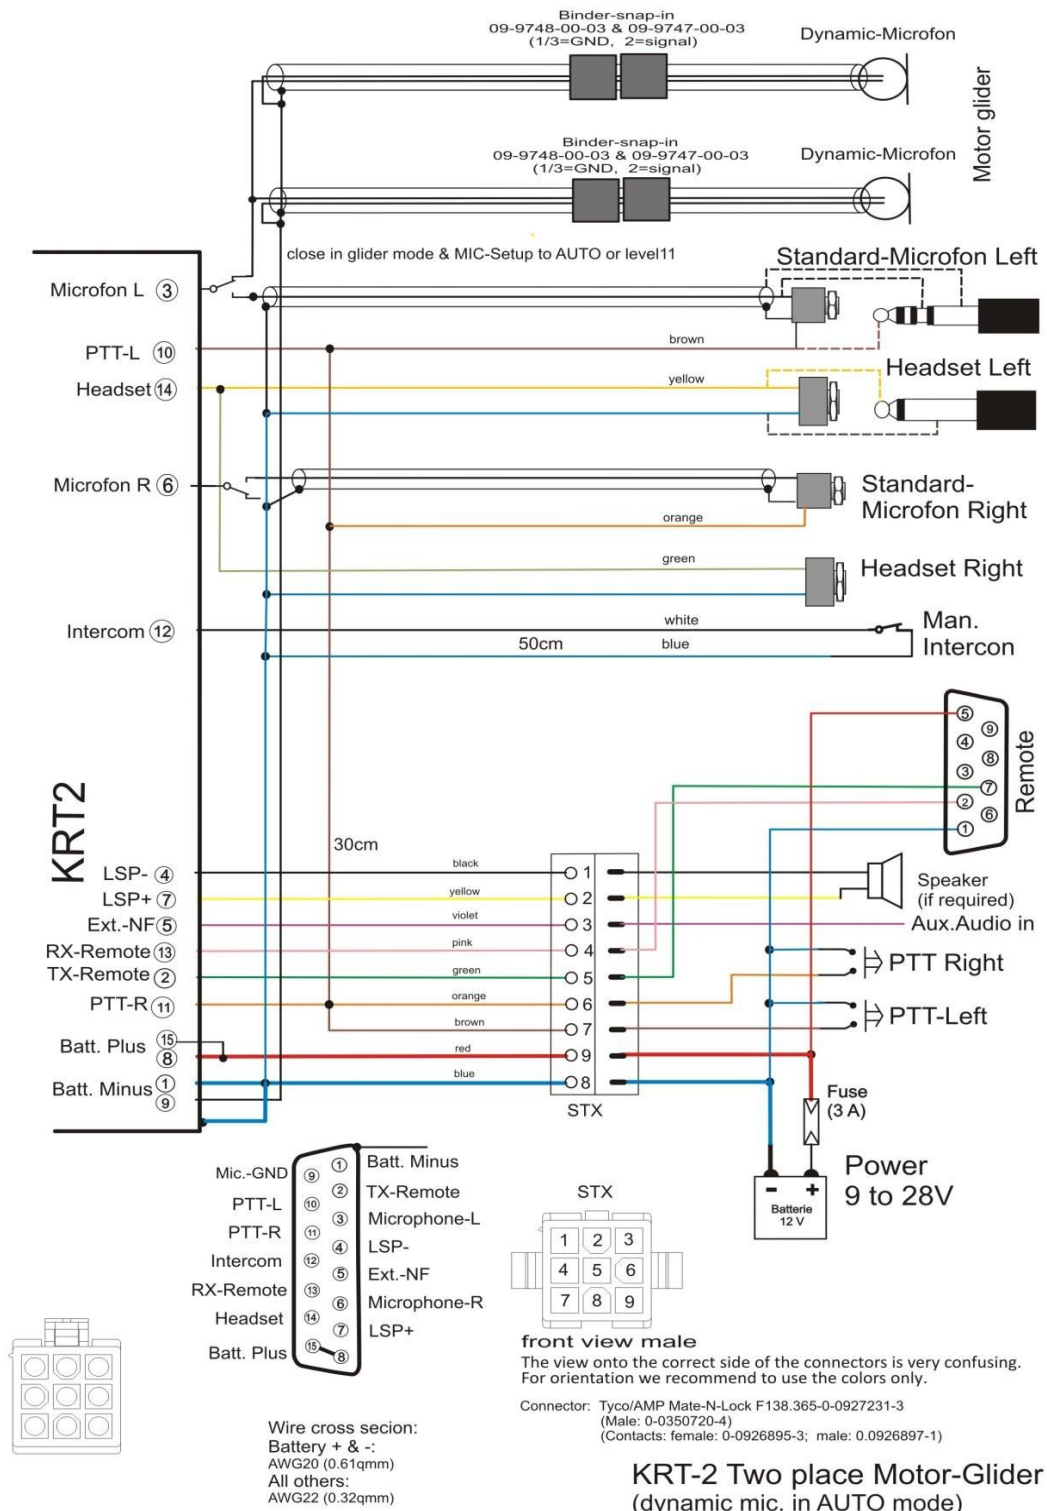 Binder-snap-in
09-9748-00-03 & 09-9747-00-03
(1/3=GND, 2=signal)
Dynamic-Microfon
Motor glider
Binder-snap-in
09-9748-00-03 & 09-9747-00-03
(1/3=GND, 2=signal)
Dynamic-Microfon
close in glider mode & MIC-Setup to AUTO or level11
Standard-Microfon Left
Microfon L 3
brown
PTT-L 10
Headset 14
yellow
Headset Left
Microfon R 6
Standard-
Microfon Right
orange
green
Headset Right
Intercom 12
white
Man.
Intercon
50cm
blue
5
9
4
8
3
7
2
6
1
Remote
KRT2
30cm
LSP- 4
black
1
LSP+ 7
yellow
2
Speaker
(if required)
Ext.-NF 5
violet
3
Aux.Audio in
RX-Remote 13
pink
4
PTT Right
TX-Remote 2
green
5
PTT-R 11
orange
6
PTT-Left
brown
7
Batt. Plus 15
8
red
9
Batt. Minus 1
9
blue
8
STX
Fuse
(3 A)
Power
9 to 28V
- +
Batterie
12 V
Mic.-GND 9
1 Batt. Minus
PTT-L 10
2 TX-Remote
PTT-R 11
3 Microphone-L
Intercom 12
4 LSP-
RX-Remote 13
5 Ext.-NF
Headset 14
6 Microphone-R
Batt. Plus 15
7 LSP+
8
STX
1 2 3
4 5 6
7 8 9
front view male
The view onto the correct side of the connectors is very confusing.
For orientation we recommend to use the colors only.
Connector: Tyco/AMP Mate-N-Lock F138.365-0-0927231-3
(Male: 0-0350720-4)
(Contacts: female: 0-0926895-3; male: 0.0926897-1)
Wire cross secion:
Battery + & -:
AWG20 (0.61qmm)
All others:
AWG22 (0.32qmm)
KRT-2 Two place Motor-Glider
(dynamic mic. in AUTO mode)